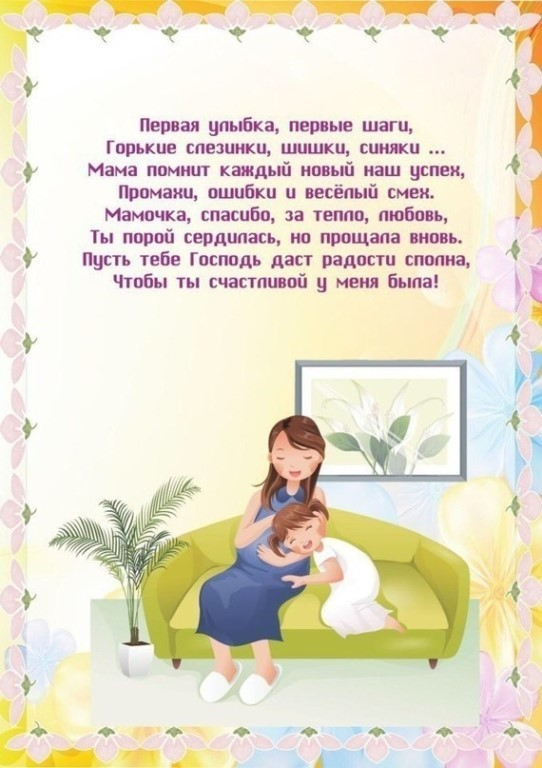 Первая улыбка, первые шаги,
Горькие слезинки, шишки, синяки ...
Мама помнит каждый новый наш успех,
Промахи, ошибки и весёлый смех.
Мамочка, спасибо, за тепло, любовь,
Ты порой сердилась, но прощала вновь.
Пусть тебе Господь даст радости сполна,
Чтобы ты счастливой у меня была!